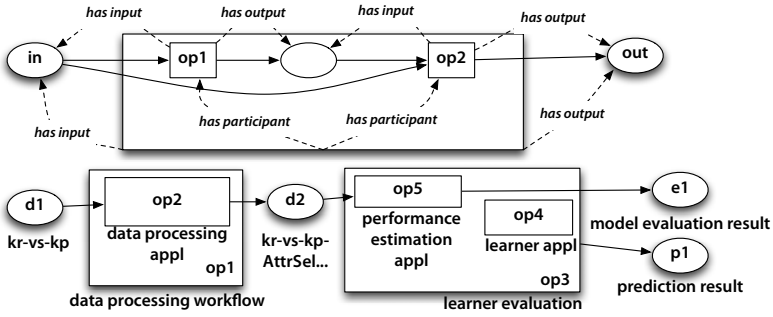 has input
has output
has input
has output
in
op1
op2
out
has input
has participant
has participant
has output
d1
kr-vs-kp
op2
data processing
appl
op1
data processing workflow
d2
kr-vs-kp-
AttrSel...
op5
performance
estimation
appl
op4
learner appl
op3
learner evaluation
e1
model evaluation result
p1
prediction result